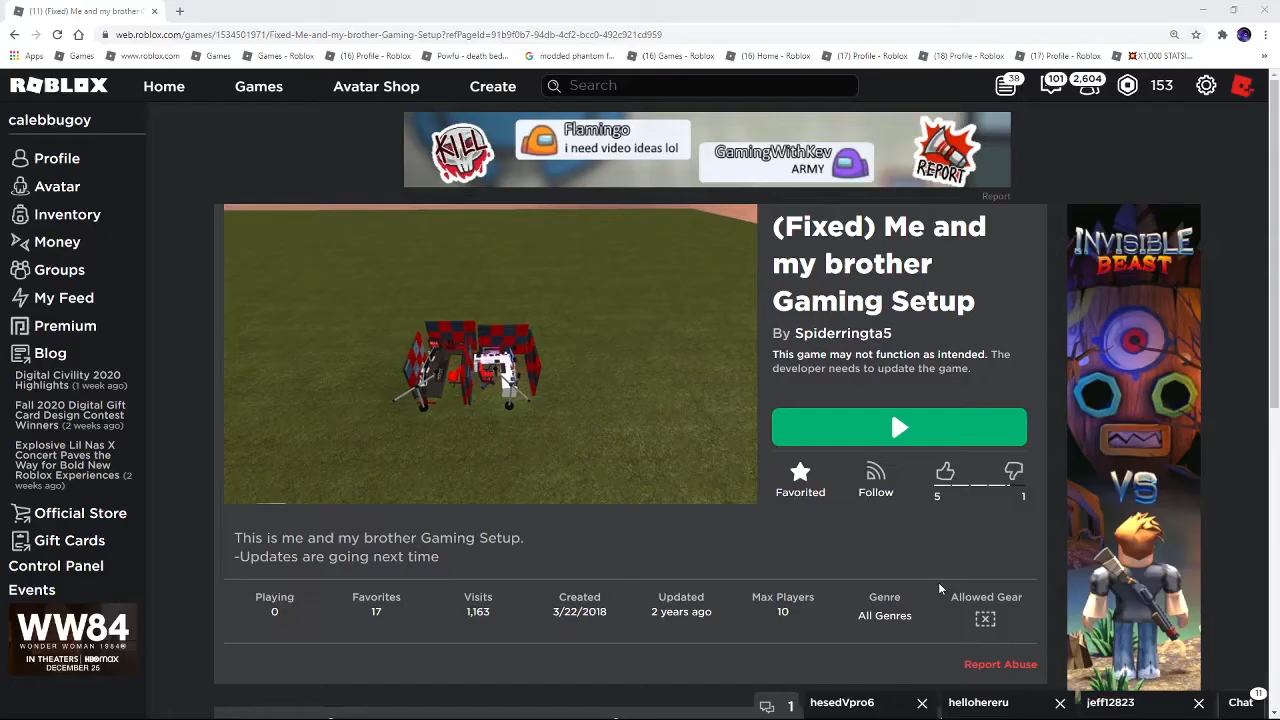 (11) (Fixed) Me and my brother G
web.roblox.com/games/1534501971/Fixed-Me-and-my-brother-Gaming-Setup?refPageId=91b9f0b7-94db-4cf2-bcc0-492c921cd959
Apps
Games
www.roblox.com
Games
Games - Roblox
(16) Profile - Roblox
Powfu - death bed...
modded phantom f...
(16) Games - Roblox
(16) Home - Roblox
(17) Profile - Roblox
(18) Profile - Roblox
(17) Profile - Roblox
X1,000 STATS!...
ROBLOX
Home
Games
Avatar Shop
Create
Search
38
101
2,604
153
calebbugoy
Profile
Avatar
Inventory
Money
Groups
My Feed
Premium
Blog
Digital Civility 2020
Highlights (1 week ago)
Fall 2020 Digital Gift
Card Design Contest
Winners (2 weeks ago)
Explosive Lil Nas X
Concert Paves the
Way for Bold New
Roblox Experiences (2
weeks ago)
Official Store
Gift Cards
Control Panel
Events
WW84
WONDER WOMAN 1984
IN THEATERS | HBOMAX
DECEMBER 25
KILL
Flamingo
i need video ideas lol
GamingWithKev
ARMY
REPORT
Report
(Fixed) Me and
my brother
Gaming Setup
By Spiderringta5
This game may not function as intended. The
developer needs to update the game.
Favorited
Follow
5
1
This is me and my brother Gaming Setup.
-Updates are going next time
Playing
0
Favorites
17
Visits
1,163
Created
3/22/2018
Updated
2 years ago
Max Players
10
Genre
All Genres
Allowed Gear
Report Abuse
INVISIBLE
BEAST
VS
1
hesedVpro6
hellohereru
jeff12823
Chat
11